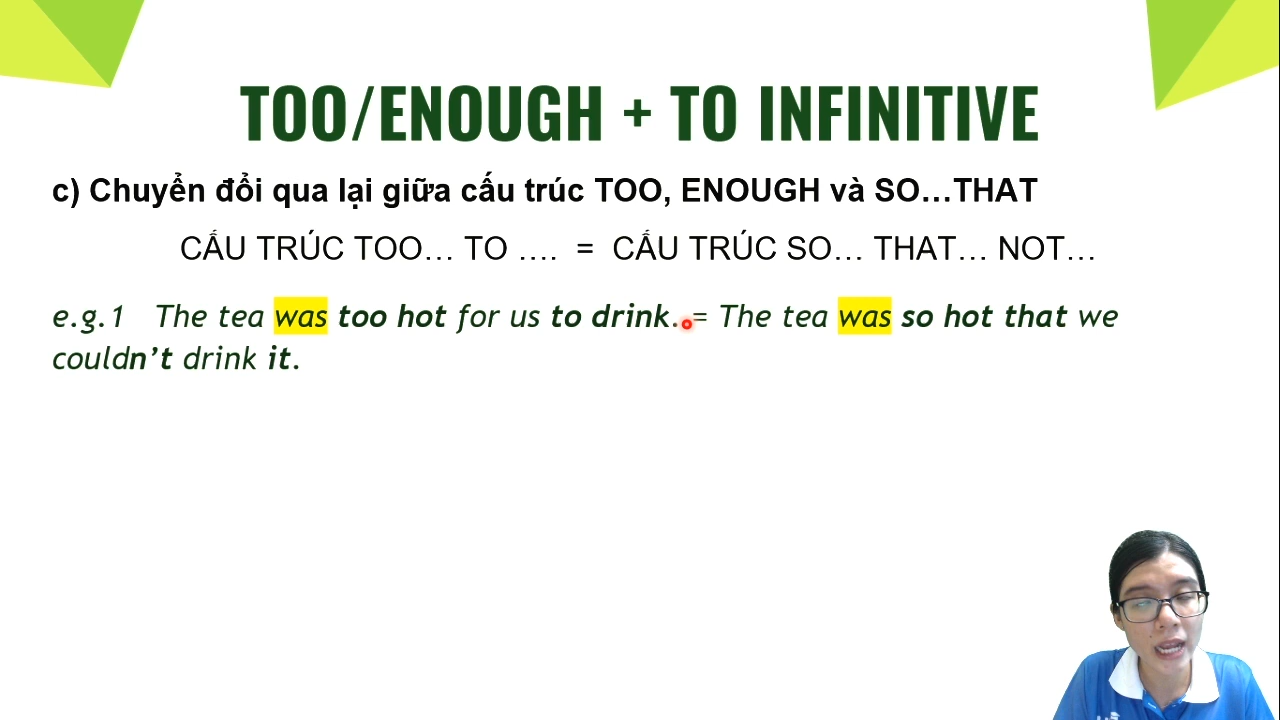 TOO/ENOUGH + TO INFINITIVE
c) Chuyển đổi qua lại giữa cấu trúc TOO, ENOUGH và SO...THAT
CẤU TRÚC TOO... TO .... = CẤU TRÚC SO... THAT... NOT...
e.g.1 The tea was too hot for us to drink. = The tea was so hot that we
couldn't drink it.